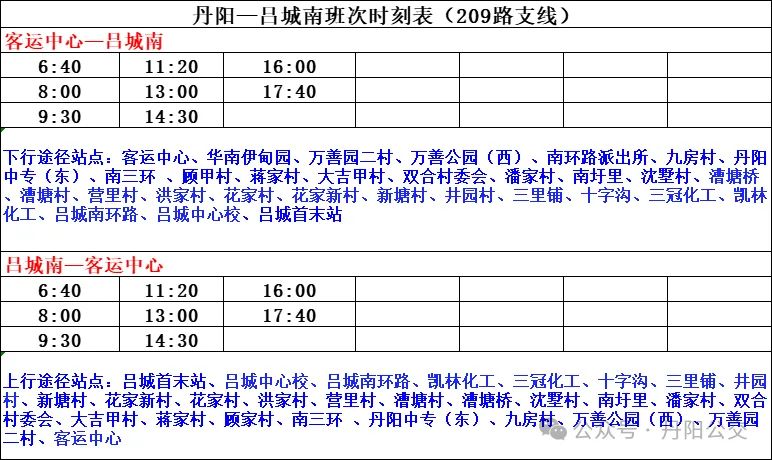 丹阳—吕城南班次时刻表（209路支线）
客运中心—吕城南
6:40 11:20 16:00
8:00 13:00 17:40
9:30 14:30
下行途径站点：客运中心、华南伊甸园、万善园二村、万善公园（西）、南环路派出所、九房村、丹阳
中专（东）、南三环 、顾甲村、蒋家村、大吉甲村、双合村委会、潘家村、南圩里、沈墅村、漕塘桥
、漕塘村、营里村、洪家村、花家村、花家新村、新塘村、井园村、三里铺、十字沟、三冠化工、凯林
化工、吕城南环路、吕城中心校、吕城首末站
吕城南—客运中心
6:40 11:20 16:00
8:00 13:00 17:40
9:30 14:30
上行途径站点：吕城首末站、吕城中心校、吕城南环路、凯林化工、三冠化工、十字沟、三里铺、井园
村、新塘村、花家新村、花家村、洪家村、营里村、漕塘村、漕塘桥、沈墅村、南圩里、潘家村、双合
村委会、大吉甲村、蒋家村、顾家村、南三环 、丹阳中专（东）、九房村、万善公园（西）、万善园
二村、客运中心
公众号 · 丹阳公交